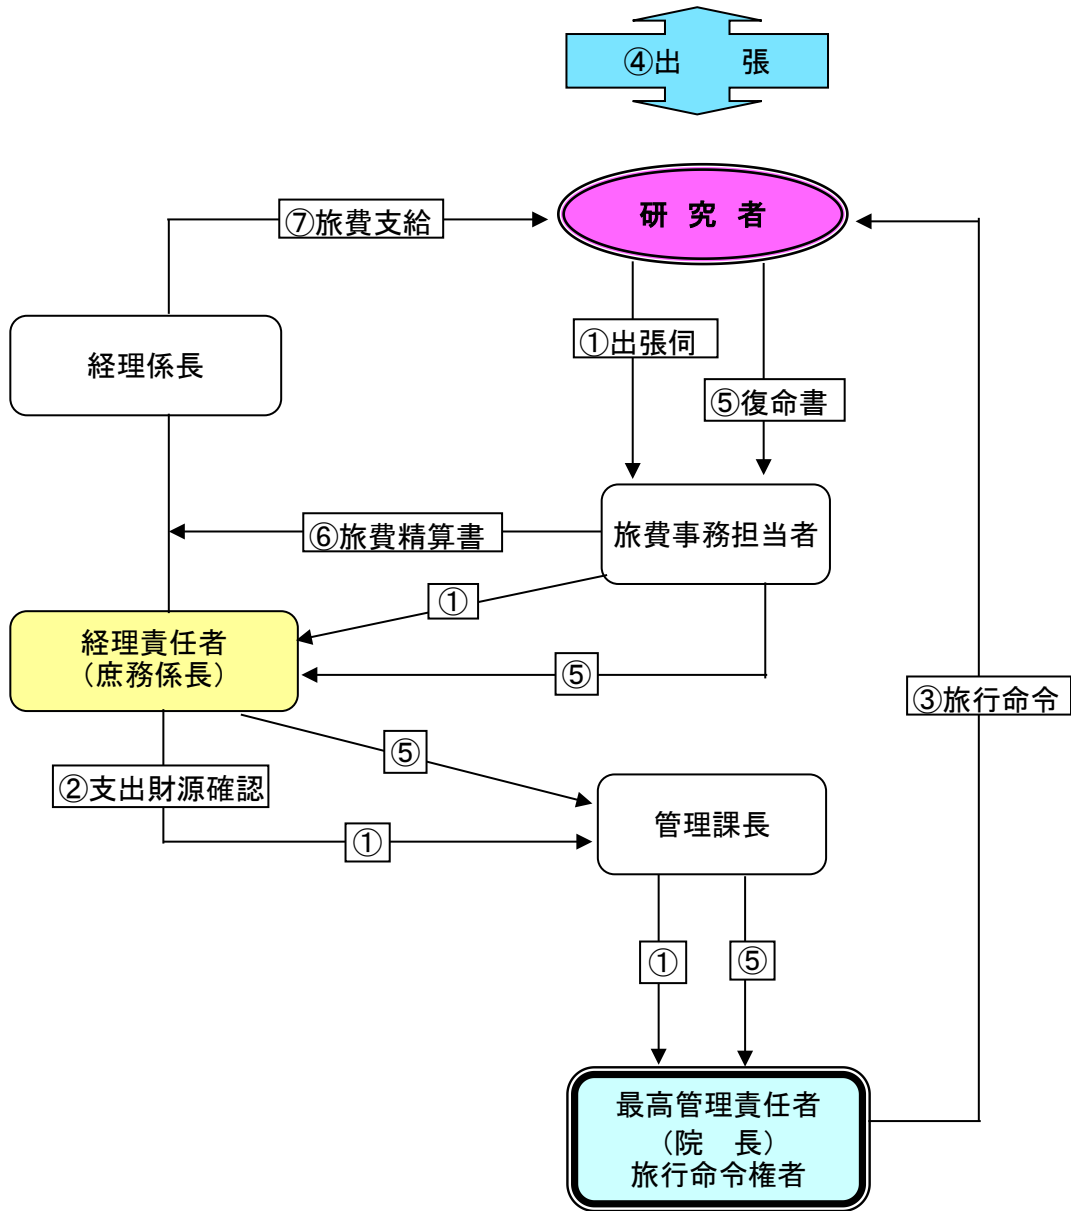 ④出　　張
研 究 者
⑦旅費支給
①出張伺
経理係長
⑤復命書
⑥旅費精算書
旅費事務担当者
①
経理責任者
（庶務係長）
⑤
③旅行命令
⑤
②支出財源確認
管理課長
①
①
⑤
最高管理責任者
（院　長）
旅行命令権者